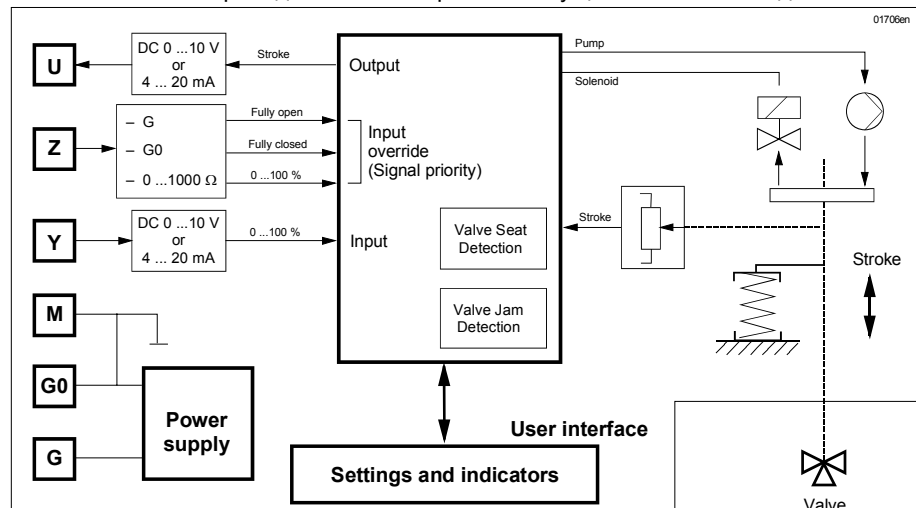 01706en
U
DC 0 ...10 V
or
4 ... 20 mA
Stroke
Output
Pump
Solenoid
Z
– G
– G0
– 0 ...1000 Ω
Fully open
Fully closed
0 ...100 %
Input
override
(Signal priority)
Y
DC 0 ...10 V
or
4 ... 20 mA
0 ...100 %
Input
Valve Seat
Detection
Stroke
Stroke
Valve Jam
Detection
M
G0
G
Power
supply
User interface
Settings and indicators
Valve